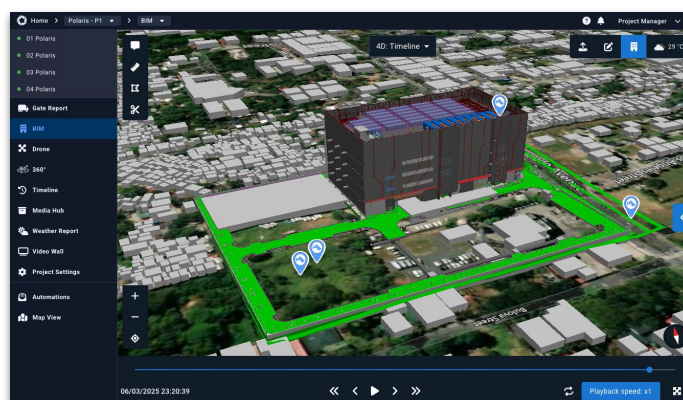 Home > Polaris - P1 > BIM
Project Manager
01 Polaris
02 Polaris
03 Polaris
04 Polaris
Gate Report
BIM
Drone
360°
Timeline
Media Hub
Weather Report
Video Wall
Project Settings
Automations
Map View
4D: Timeline
29 °C
Bulova Street
06/03/2025 23:20:39
Playback speed: x1